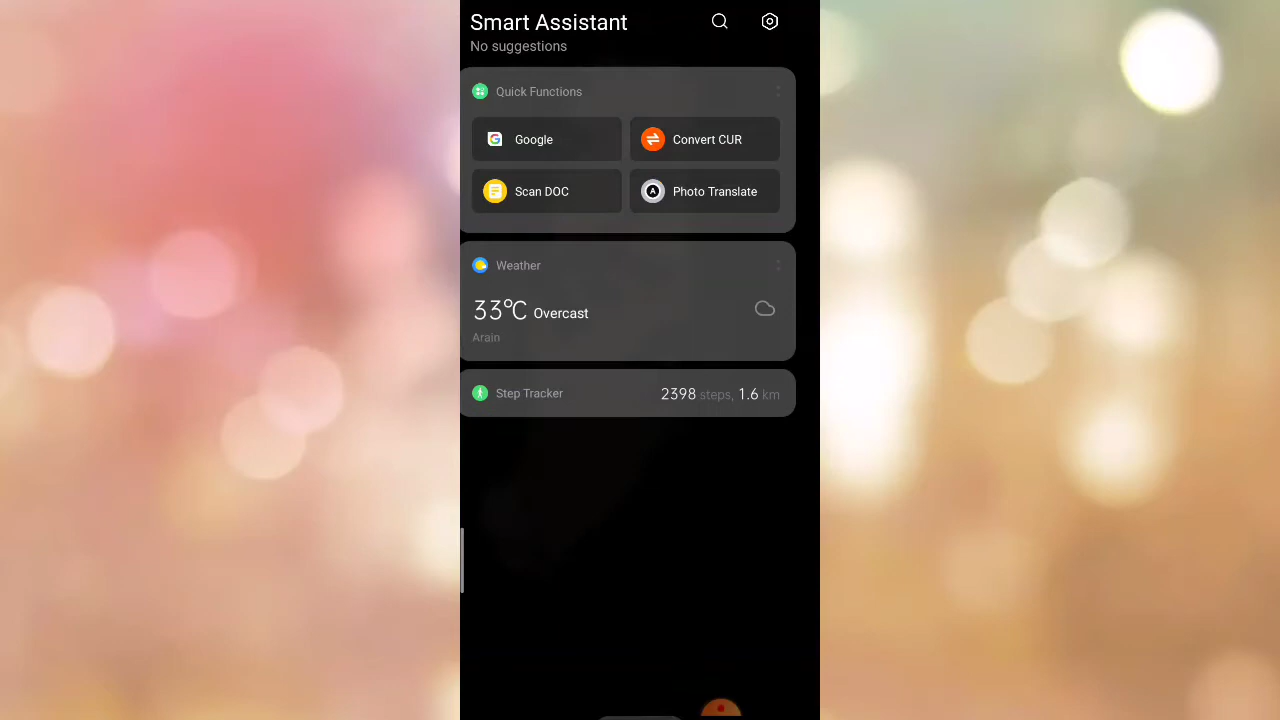 Smart Assistant
No suggestions
Quick Functions
Google
Convert CUR
Scan DOC
Photo Translate
Weather
33°C Overcast
Arain
Step Tracker
2398 steps, 1.6 km